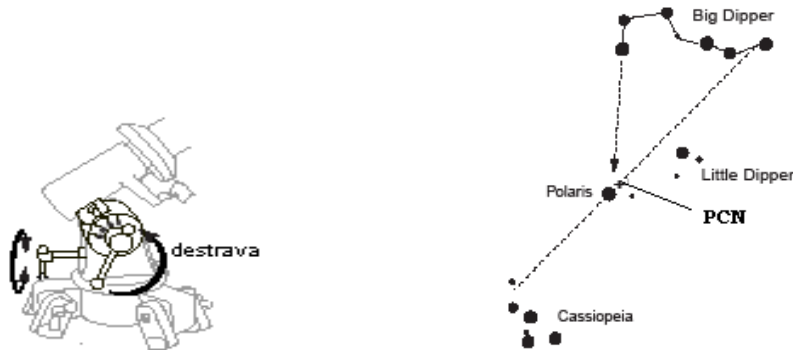 Big Dipper
Little Dipper
Polaris
PCN
destrava
Cassiopeia